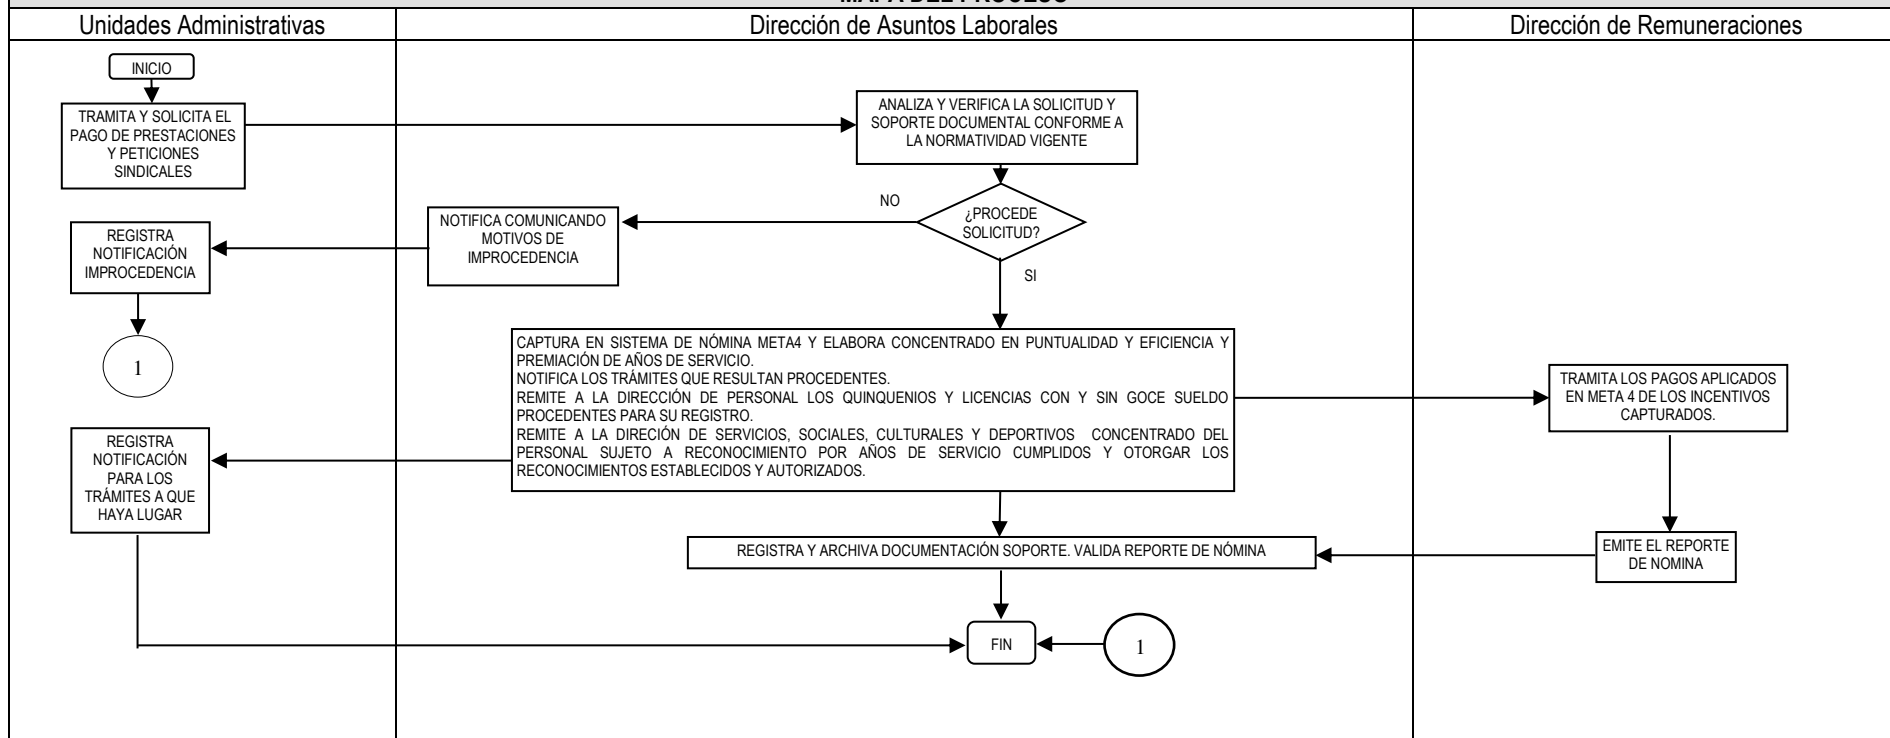 MAPA DEL PROCESO
Unidades Administrativas
Dirección de Asuntos Laborales
Dirección de Remuneraciones
INICIO
TRAMITA Y SOLICITA EL
PAGO DE PRESTACIONES
Y PETICIONES
SINDICALES
ANALIZA Y VERIFICA LA SOLICITUD Y
SOPORTE DOCUMENTAL CONFORME A
LA NORMATIVIDAD VIGENTE
¿PROCEDE
SOLICITUD?
NO
SI
NOTIFICA COMUNICANDO
MOTIVOS DE
IMPROCEDENCIA
REGISTRA
NOTIFICACIÓN
IMPROCEDENCIA
1
CAPTURA EN SISTEMA DE NÓMINA META4 Y ELABORA CONCENTRADO EN PUNTUALIDAD Y EFICIENCIA Y
PREMIACIÓN DE AÑOS DE SERVICIO.
NOTIFICA LOS TRÁMITES QUE RESULTAN PROCEDENTES.
REMITE A LA DIRECCIÓN DE PERSONAL LOS QUINQUENIOS Y LICENCIAS CON Y SIN GOCE SUELDO
PROCEDENTES PARA SU REGISTRO.
REMITE A LA DIRECIÓN DE SERVICIOS, SOCIALES, CULTURALES Y DEPORTIVOS CONCENTRADO DEL
PERSONAL SUJETO A RECONOCIMIENTO POR AÑOS DE SERVICIO CUMPLIDOS Y OTORGAR LOS
RECONOCIMIENTOS ESTABLECIDOS Y AUTORIZADOS.
TRAMITA LOS PAGOS APLICADOS
EN META 4 DE LOS INCENTIVOS
CAPTURADOS.
REGISTRA
NOTIFICACIÓN
PARA LOS
TRÁMITES A QUE
HAYA LUGAR
REGISTRA Y ARCHIVA DOCUMENTACIÓN SOPORTE. VALIDA REPORTE DE NÓMINA
EMITE EL REPORTE
DE NOMINA
FIN
1